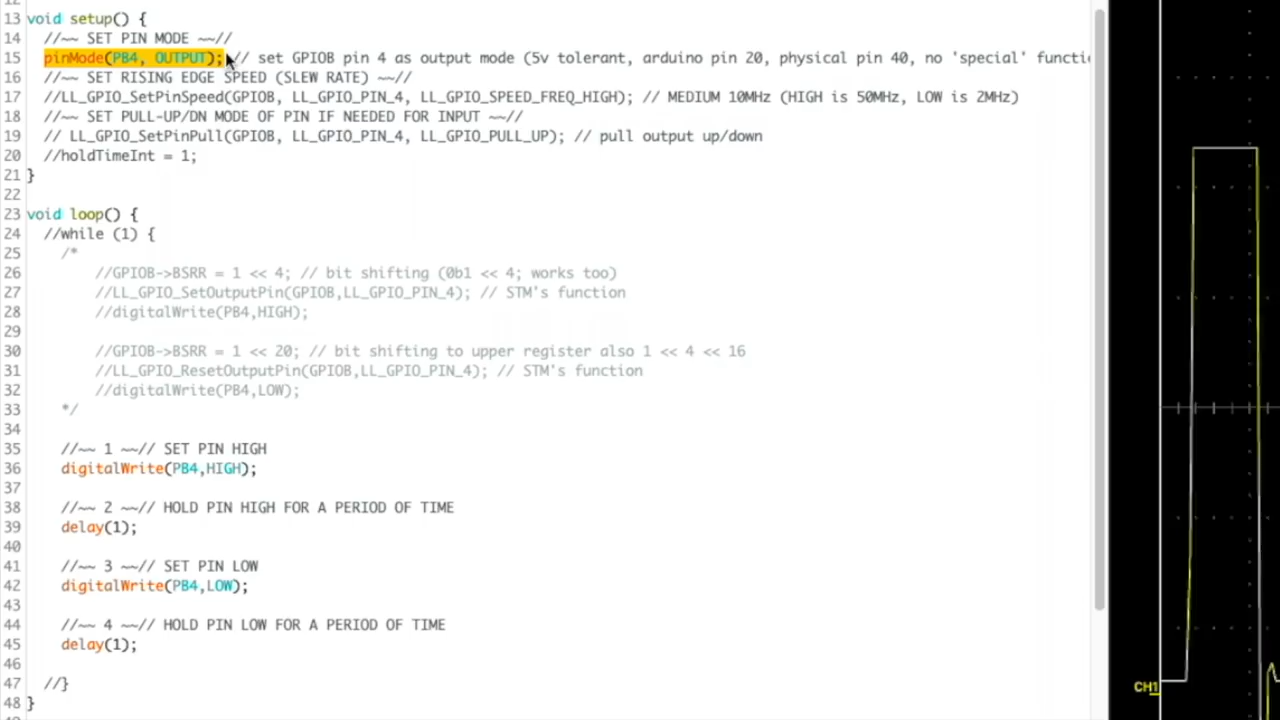 12
13 void setup() {
14 //~~ SET PIN MODE ~~//
15 pinMode(PB4, OUTPUT); // set GPIOB pin 4 as output mode (5v tolerant, arduino pin 20, physical pin 40, no 'special' functi
16 //~~ SET RISING EDGE SPEED (SLEW RATE) ~~//
17 //LL_GPIO_SetPinSpeed(GPIOB, LL_GPIO_PIN_4, LL_GPIO_SPEED_FREQ_HIGH); // MEDIUM 10MHz (HIGH is 50MHz, LOW is 2MHz)
18 //~~ SET PULL-UP/DN MODE OF PIN IF NEEDED FOR INPUT ~~//
19 // LL_GPIO_SetPinPull(GPIOB, LL_GPIO_PIN_4, LL_GPIO_PULL_UP); // pull output up/down
20 //holdTimeInt = 1;
21 }
22
23 void loop() {
24 //while (1) {
25 /*
26 //GPIOB->BSRR = 1 << 4; // bit shifting (0b1 << 4; works too)
27 //LL_GPIO_SetOutputPin(GPIOB,LL_GPIO_PIN_4); // STM's function
28 //digitalWrite(PB4,HIGH);
29
30 //GPIOB->BSRR = 1 << 20; // bit shifting to upper register also 1 << 4 << 16
31 //LL_GPIO_ResetOutputPin(GPIOB,LL_GPIO_PIN_4); // STM's function
32 //digitalWrite(PB4,LOW);
33 */
34
35 //~~ 1 ~~// SET PIN HIGH
36 digitalWrite(PB4,HIGH);
37
38 //~~ 2 ~~// HOLD PIN HIGH FOR A PERIOD OF TIME
39 delay(1);
40
41 //~~ 3 ~~// SET PIN LOW
42 digitalWrite(PB4,LOW);
43
44 //~~ 4 ~~// HOLD PIN LOW FOR A PERIOD OF TIME
45 delay(1);
46
47 //}
48 }
CH1